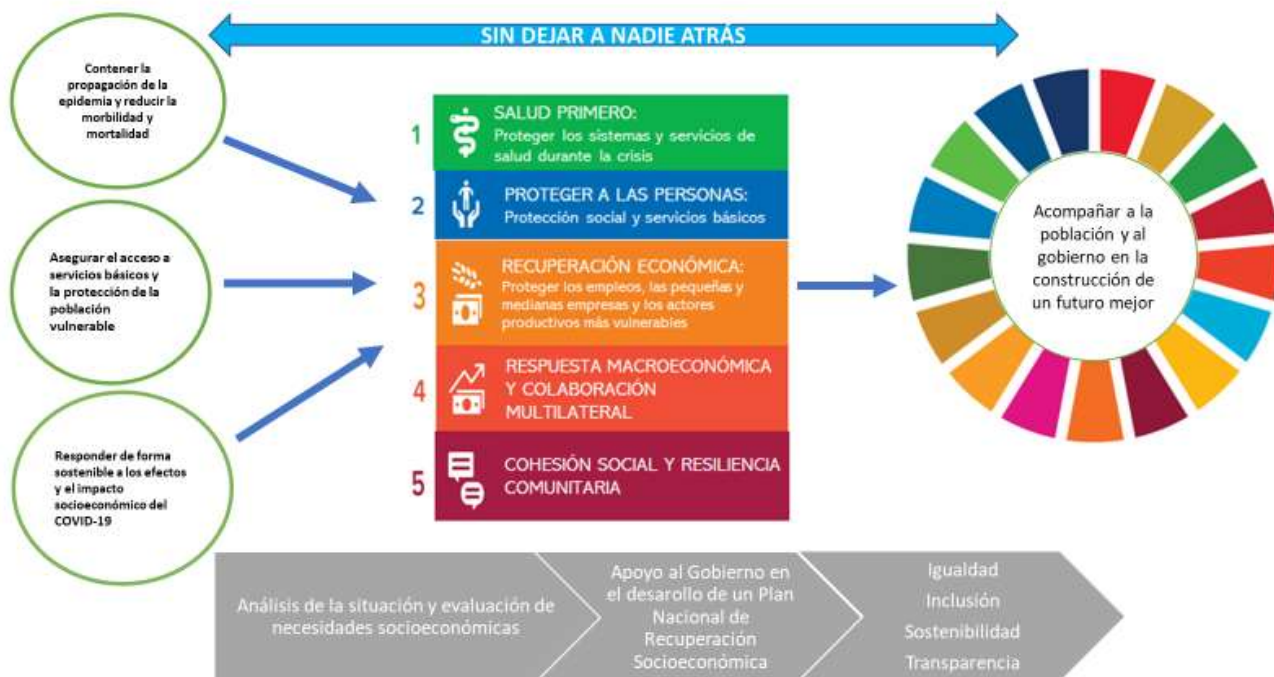 SIN DEJAR A NADIE ATRÁS
Contener la
propagación de la
epidemia y reducir la
morbilidad y
mortalidad
Asegurar el acceso a
servicios básicos y
la protección de la
población
vulnerable
Responder de forma
sostenible a los efectos
y el impacto
socioeconómico del
COVID-19
1
SALUD PRIMERO:
Proteger los sistemas y servicios de
salud durante la crisis
2
PROTEGER A LAS PERSONAS:
Protección social y servicios básicos
3
RECUPERACIÓN ECONÓMICA:
Proteger los empleos, las pequeñas y
medianas empresas y los actores
productivos más vulnerables
4
RESPUESTA MACROECONÓMICA
Y COLABORACIÓN
MULTILATERAL
5
COHESIÓN SOCIAL Y RESILIENCIA
COMUNITARIA
Acompañar a la
población y al
gobierno en la
construcción de
un futuro mejor
Análisis de la situación y evaluación de
necesidades socioeconómicas
Apoyo al Gobierno en
el desarollo de un Plan
Nacional de
Recuperación
Socioeconómica
Igualdad
Inclusión
Sostenibilidad
Transparencia